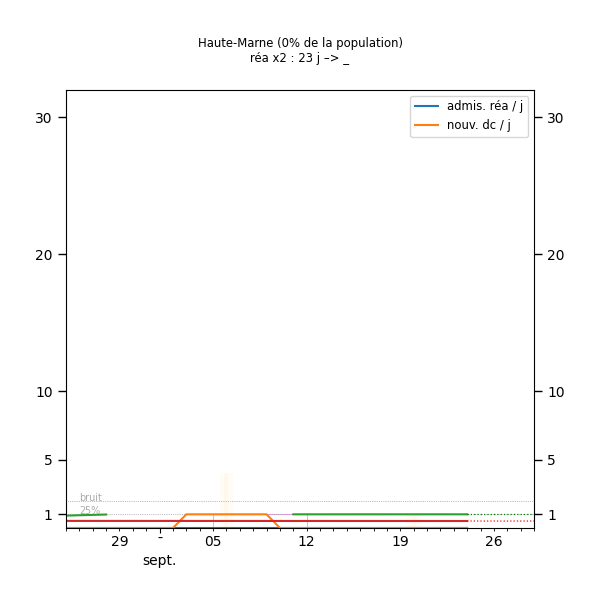 Haute-Marne (0% de la population)
réa x2 : 23 j –> _
admis. réa / j
nouv. dc / j
30
30
20
20
10
10
5
5
bruit
25%
1
1
29
-
05
12
19
26
sept.